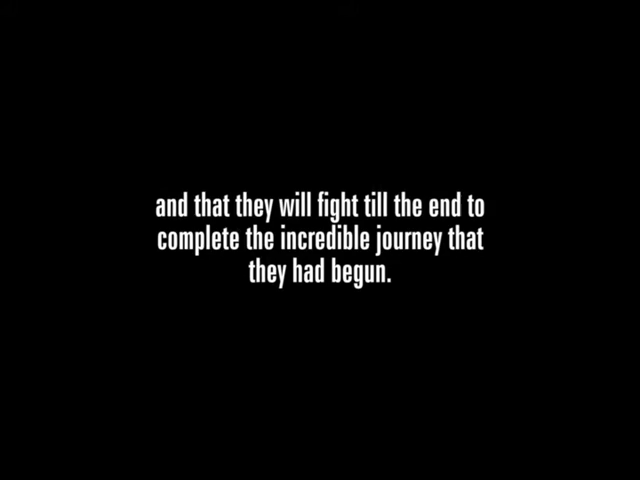 and that they will fight till the end to
complete the incredible journey that
they had begun.